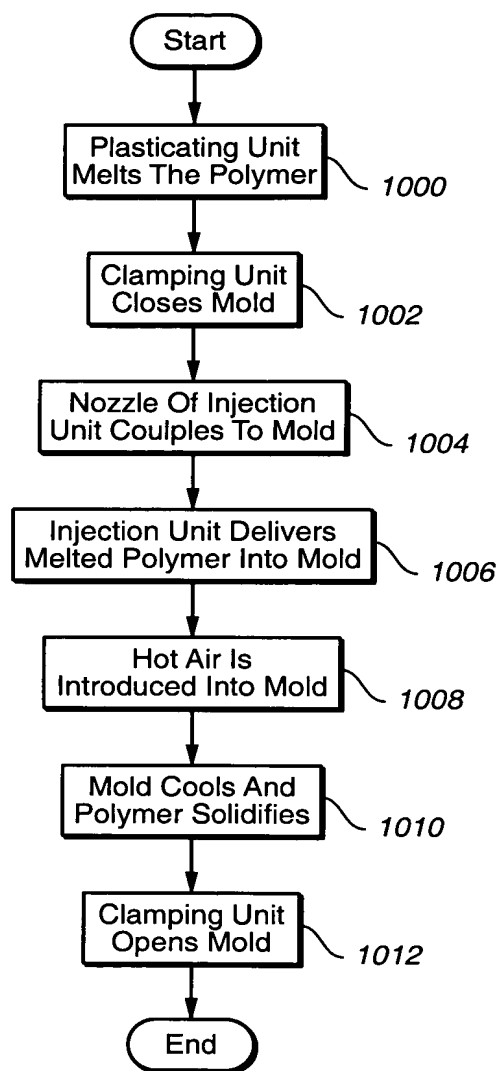 Start
Plasticating Unit
Melts The Polymer
1000
Clamping Unit
Closes Mold
1002
Nozzle Of Injection
Unit Coulples To Mold
1004
Injection Unit Delivers
Melted Polymer Into Mold
1006
Hot Air Is
Introduced Into Mold
1008
Mold Cools And
Polymer Solidifies
1010
Clamping Unit
Opens Mold
1012
End